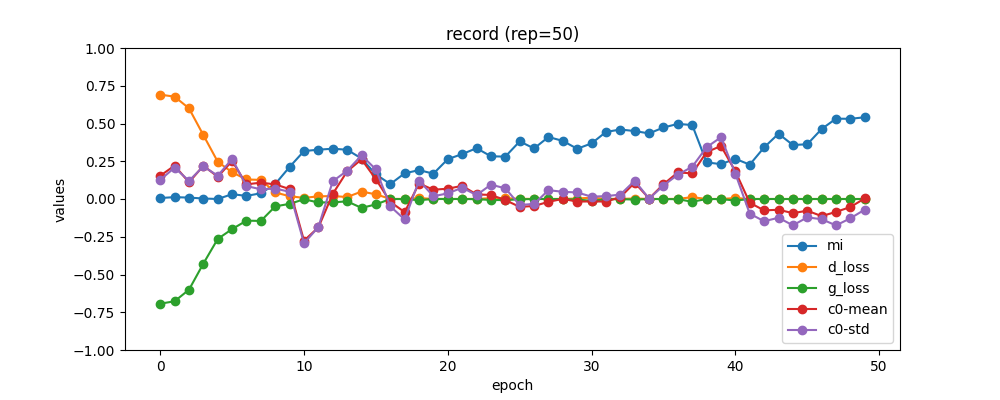 record (rep=50)
1.00
0.75
0.50
0.25
0.00
−0.25
−0.50
−0.75
−1.00
values
0 10 20 30 40 50
epoch
mi
d_loss
g_loss
c0-mean
c0-std